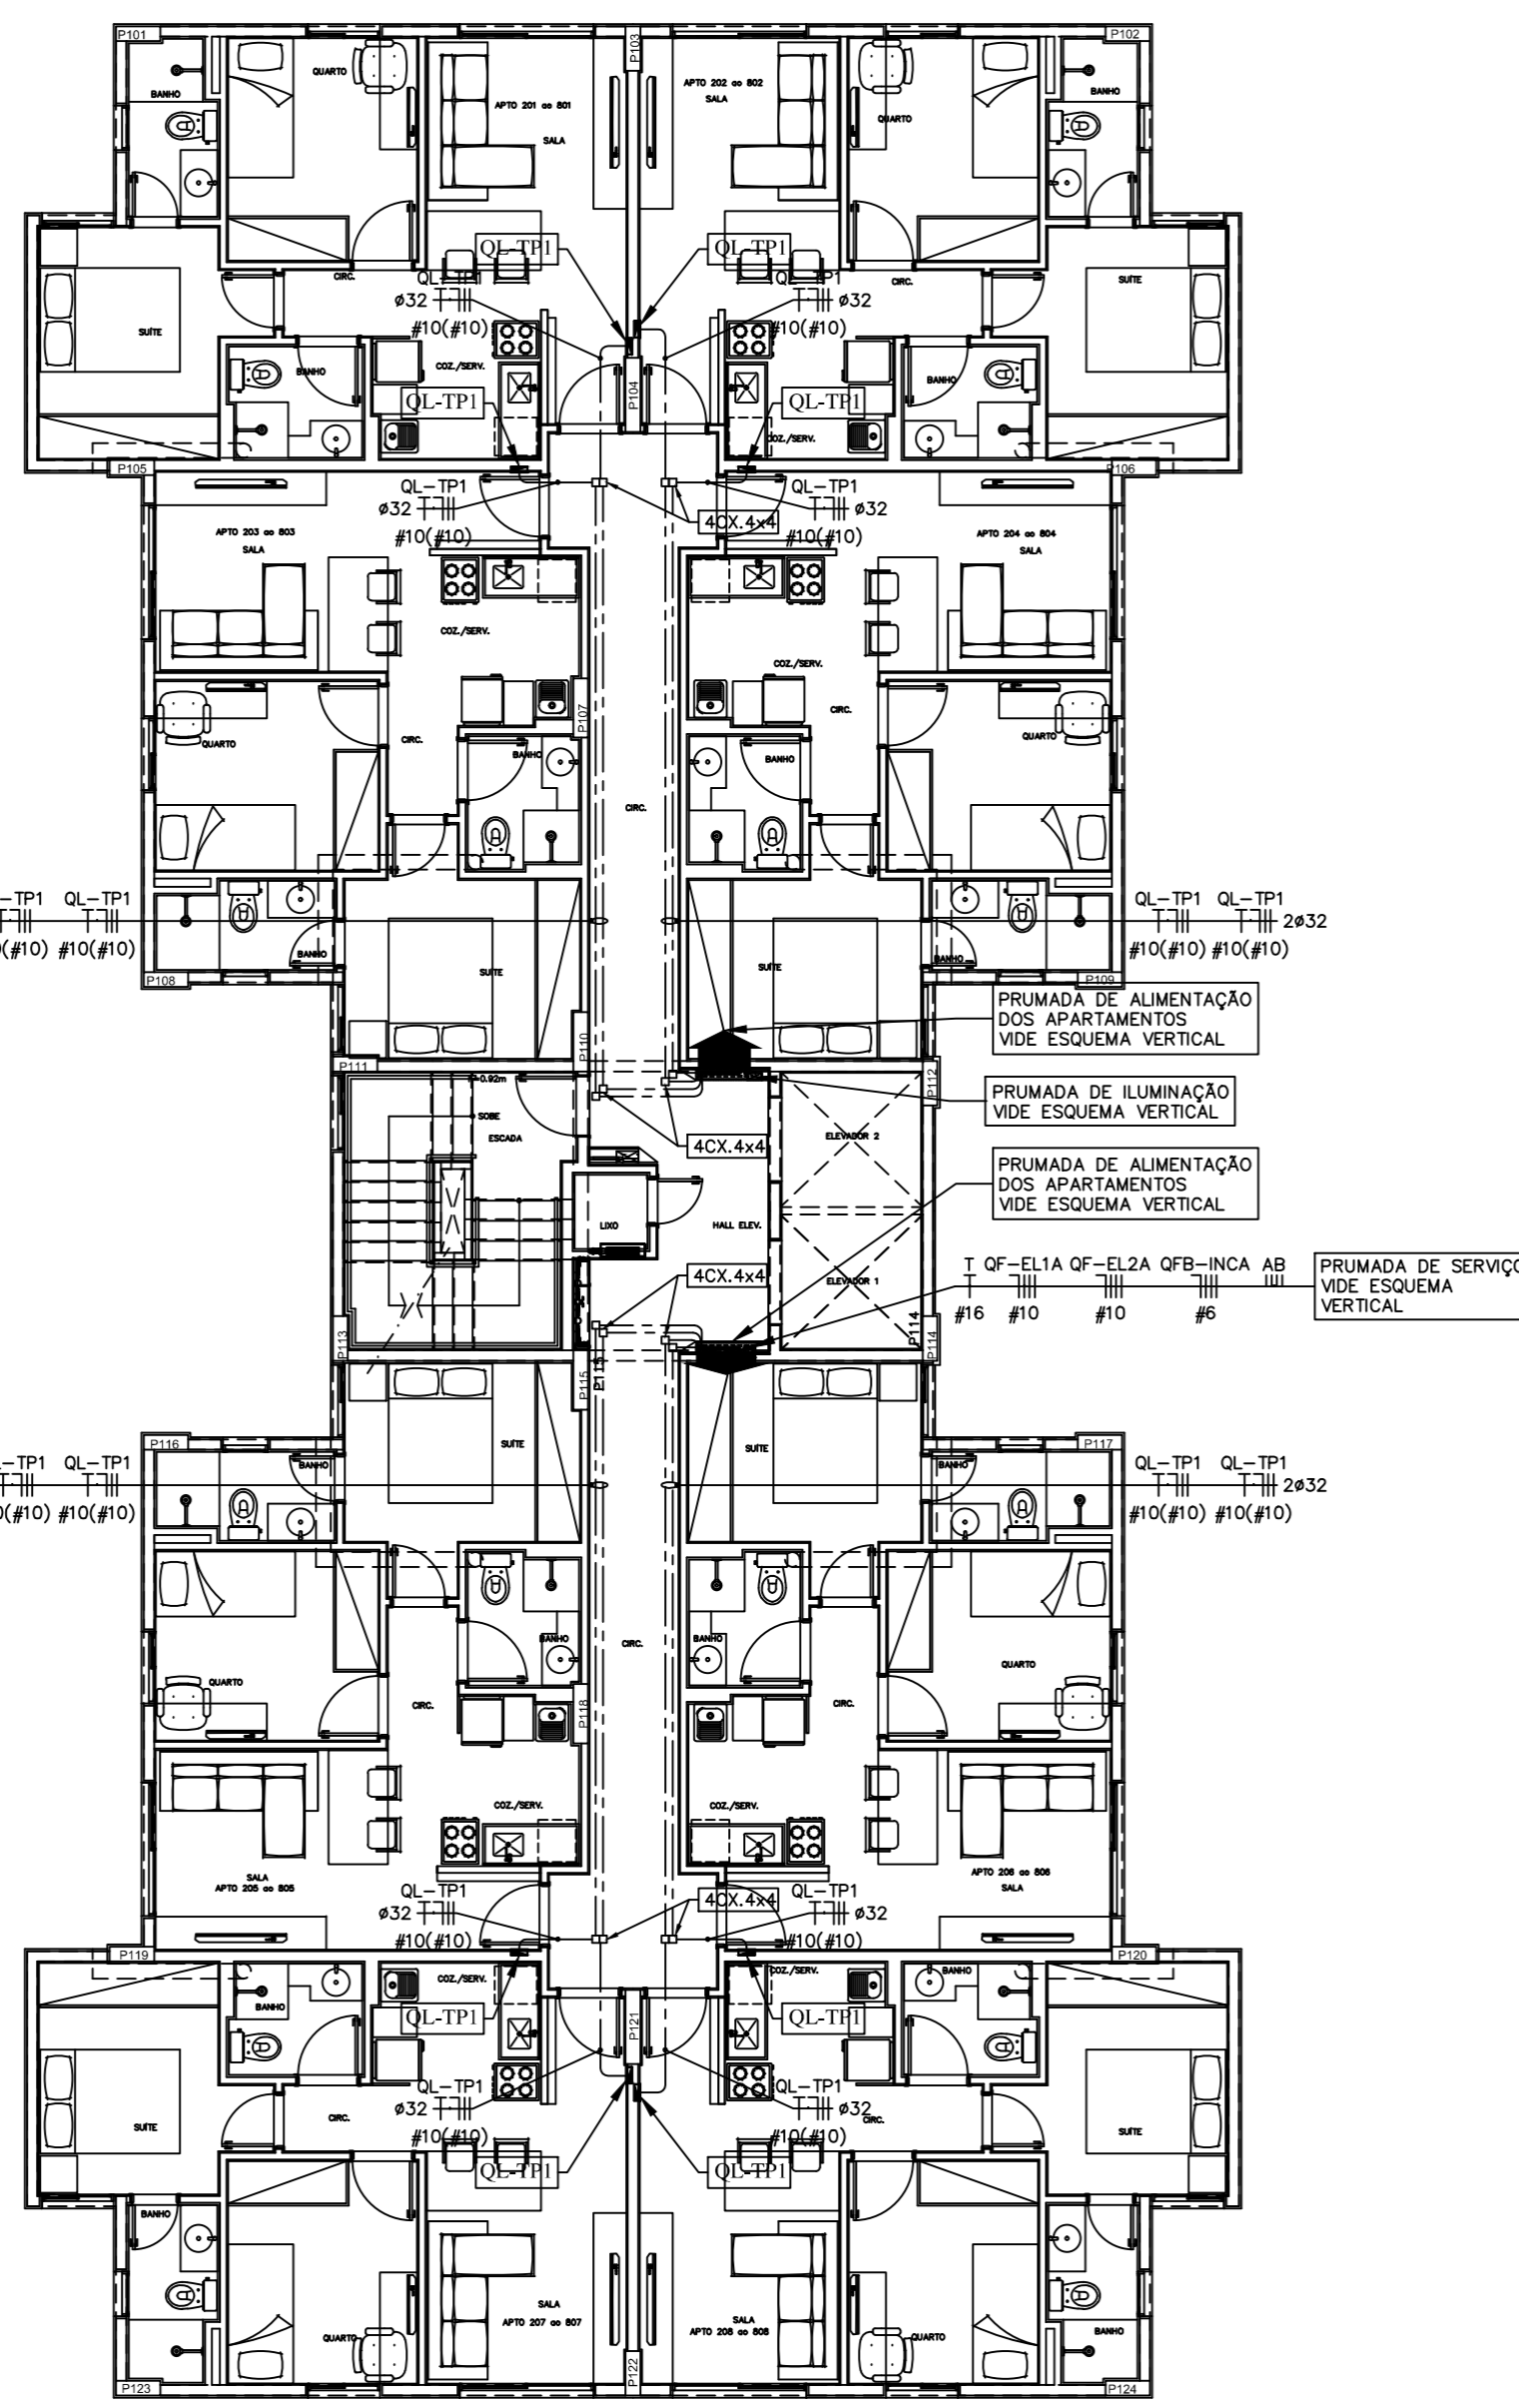 P101
P103
P102
QUARTO
BANHO
APTO 201 ao 801
SALA
APTO 202 ao 802
SALA
QUARTO
BANHO
QL-TP1
QL-TP1
CIRC.
QL-TP1
ø32
#10(#10)
QL-TP1
ø32
#10(#10)
CIRC.
SUÍTE
SUÍTE
BANHO
COZ./SERV.
P104
BANHO
QL-TP1
QL-TP1
COZ./SERV.
P105
P106
QL-TP1
ø32
#10(#10)
QL-TP1
ø32
#10(#10)
4CX.4x4
APTO 203 ao 803
SALA
APTO 204 ao 804
SALA
COZ./SERV.
COZ./SERV.
P107
QUARTO
CIRC.
BANHO
BANHO
CIRC.
QUARTO
CIRC.
-TP1 QL-TP1
(#10) #10(#10)
QL-TP1 QL-TP1
2ø32
#10(#10) #10(#10)
BANHO
BANHO
SUÍTE
SUÍTE
P108
P109
PRUMADA DE ALIMENTAÇÃO
DOS APARTAMENTOS
VIDE ESQUEMA VERTICAL
P110
P111
P112
PRUMADA DE ILUMINAÇÃO
VIDE ESQUEMA VERTICAL
SOBE
ESCADA
4CX.4x4
ELEVADOR 2
PRUMADA DE ALIMENTAÇÃO
DOS APARTAMENTOS
VIDE ESQUEMA VERTICAL
LIXO
HALL ELEV.
4CX.4x4
ELEVADOR 1
T QF-EL1A QF-EL2A QFB-INCA AB
#16 #10 #10 #6
PRUMADA DE SERVIÇO
VIDE ESQUEMA
VERTICAL
P113
P114
P114
P115
P115
SUÍTE
SUÍTE
P116
P117
BANHO
BANHO
L-TP1 QL-TP1
(#10) #10(#10)
QL-TP1 QL-TP1
2ø32
#10(#10) #10(#10)
BANHO
CIRC.
BANHO
QUARTO
CIRC.
P118
CIRC.
QUARTO
COZ./SERV.
COZ./SERV.
SALA
APTO 205 ao 805
APTO 206 ao 806
SALA
QL-TP1
ø32
#10(#10)
4CX.4x4
QL-TP1
ø32
#10(#10)
P119
P120
COZ./SERV.
COZ./SERV.
BANHO
BANHO
QL-TP1
P121
QL-TP1
QL-TP1
ø32
#10(#10)
QL-TP1
ø32
#10(#10)
SUÍTE
CIRC.
CIRC.
SUÍTE
QL-TP1
QL-TP1
BANHO
SALA
APTO 207 ao 807
SALA
APTO 208 ao 808
QUARTO
QUARTO
BANHO
P122
P123
P124